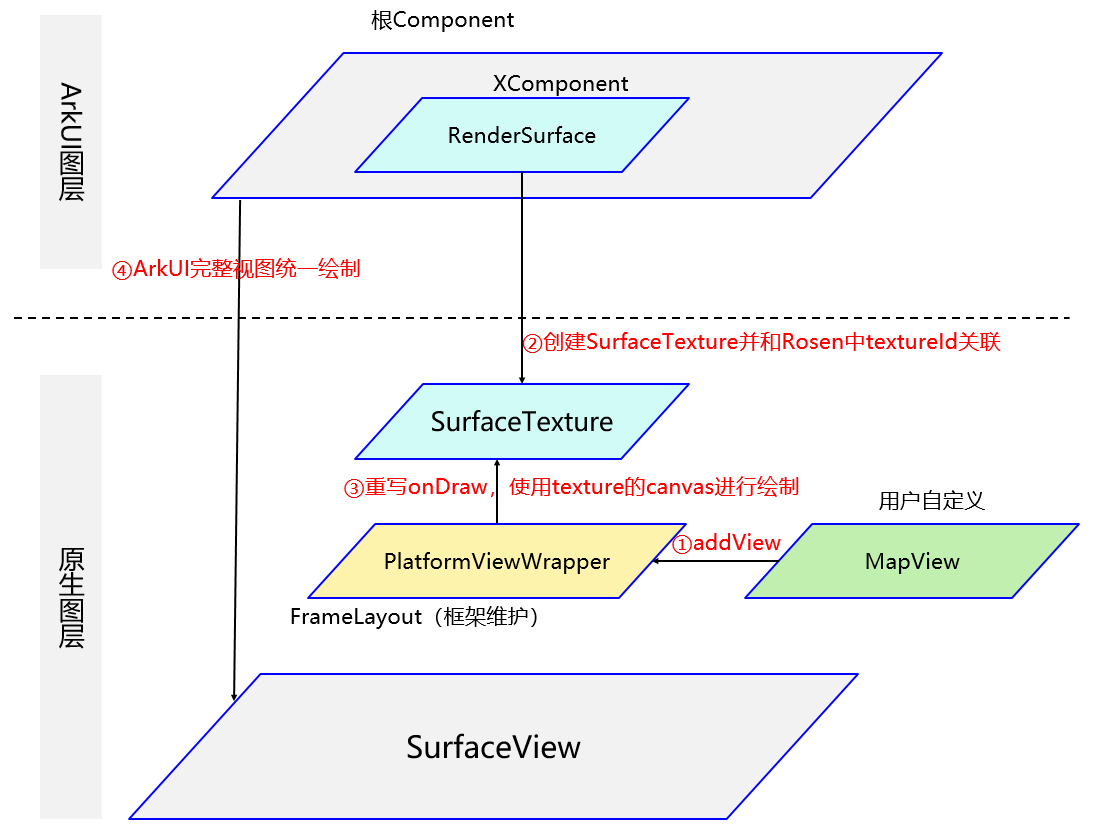 根Component
XComponent
RenderSurface
ArkUI图层
④ArkUI完整视图统一绘制
②创建SurfaceTexture并和Rosen中textureId关联
SurfaceTexture
③重写onDraw，使用texture的canvas进行绘制
用户自定义
①addView
PlatformViewWrapper
MapView
FrameLayout（框架维护）
原生图层
SurfaceView